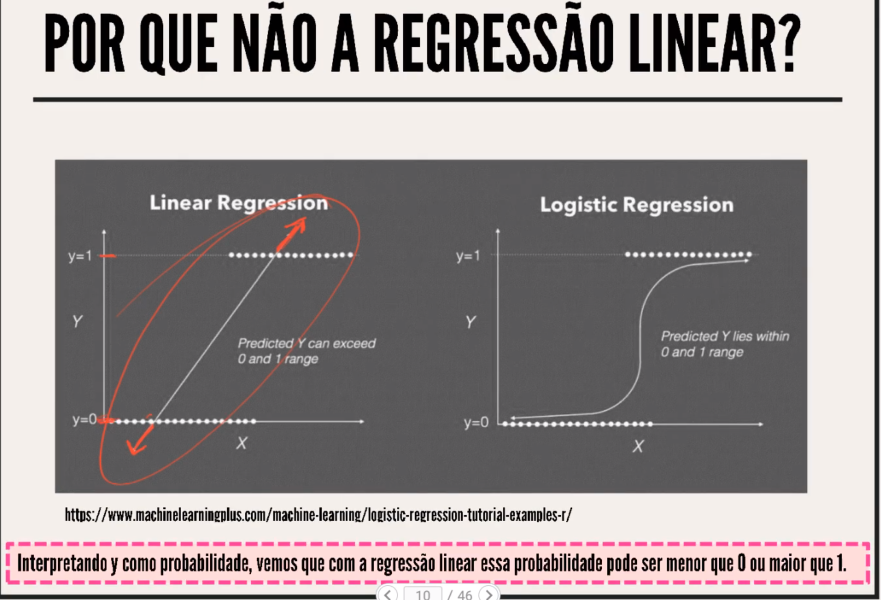 POR QUE NÃO A REGRESSÃO LINEAR?
Linear Regression
y=1
Y
Predicted Y can exceed
0 and 1 range
y=0
X
Logistic Regression
y=1
Y
Predicted Y lies within
0 and 1 range
y=0
X
https://www.machinelearningplus.com/machine-learning/logistic-regression-tutorial-examples-r/
Interpretando y como probabilidade, vemos que com a regressão linear essa probabilidade pode ser menor que 0 ou maior que 1.
10 / 46